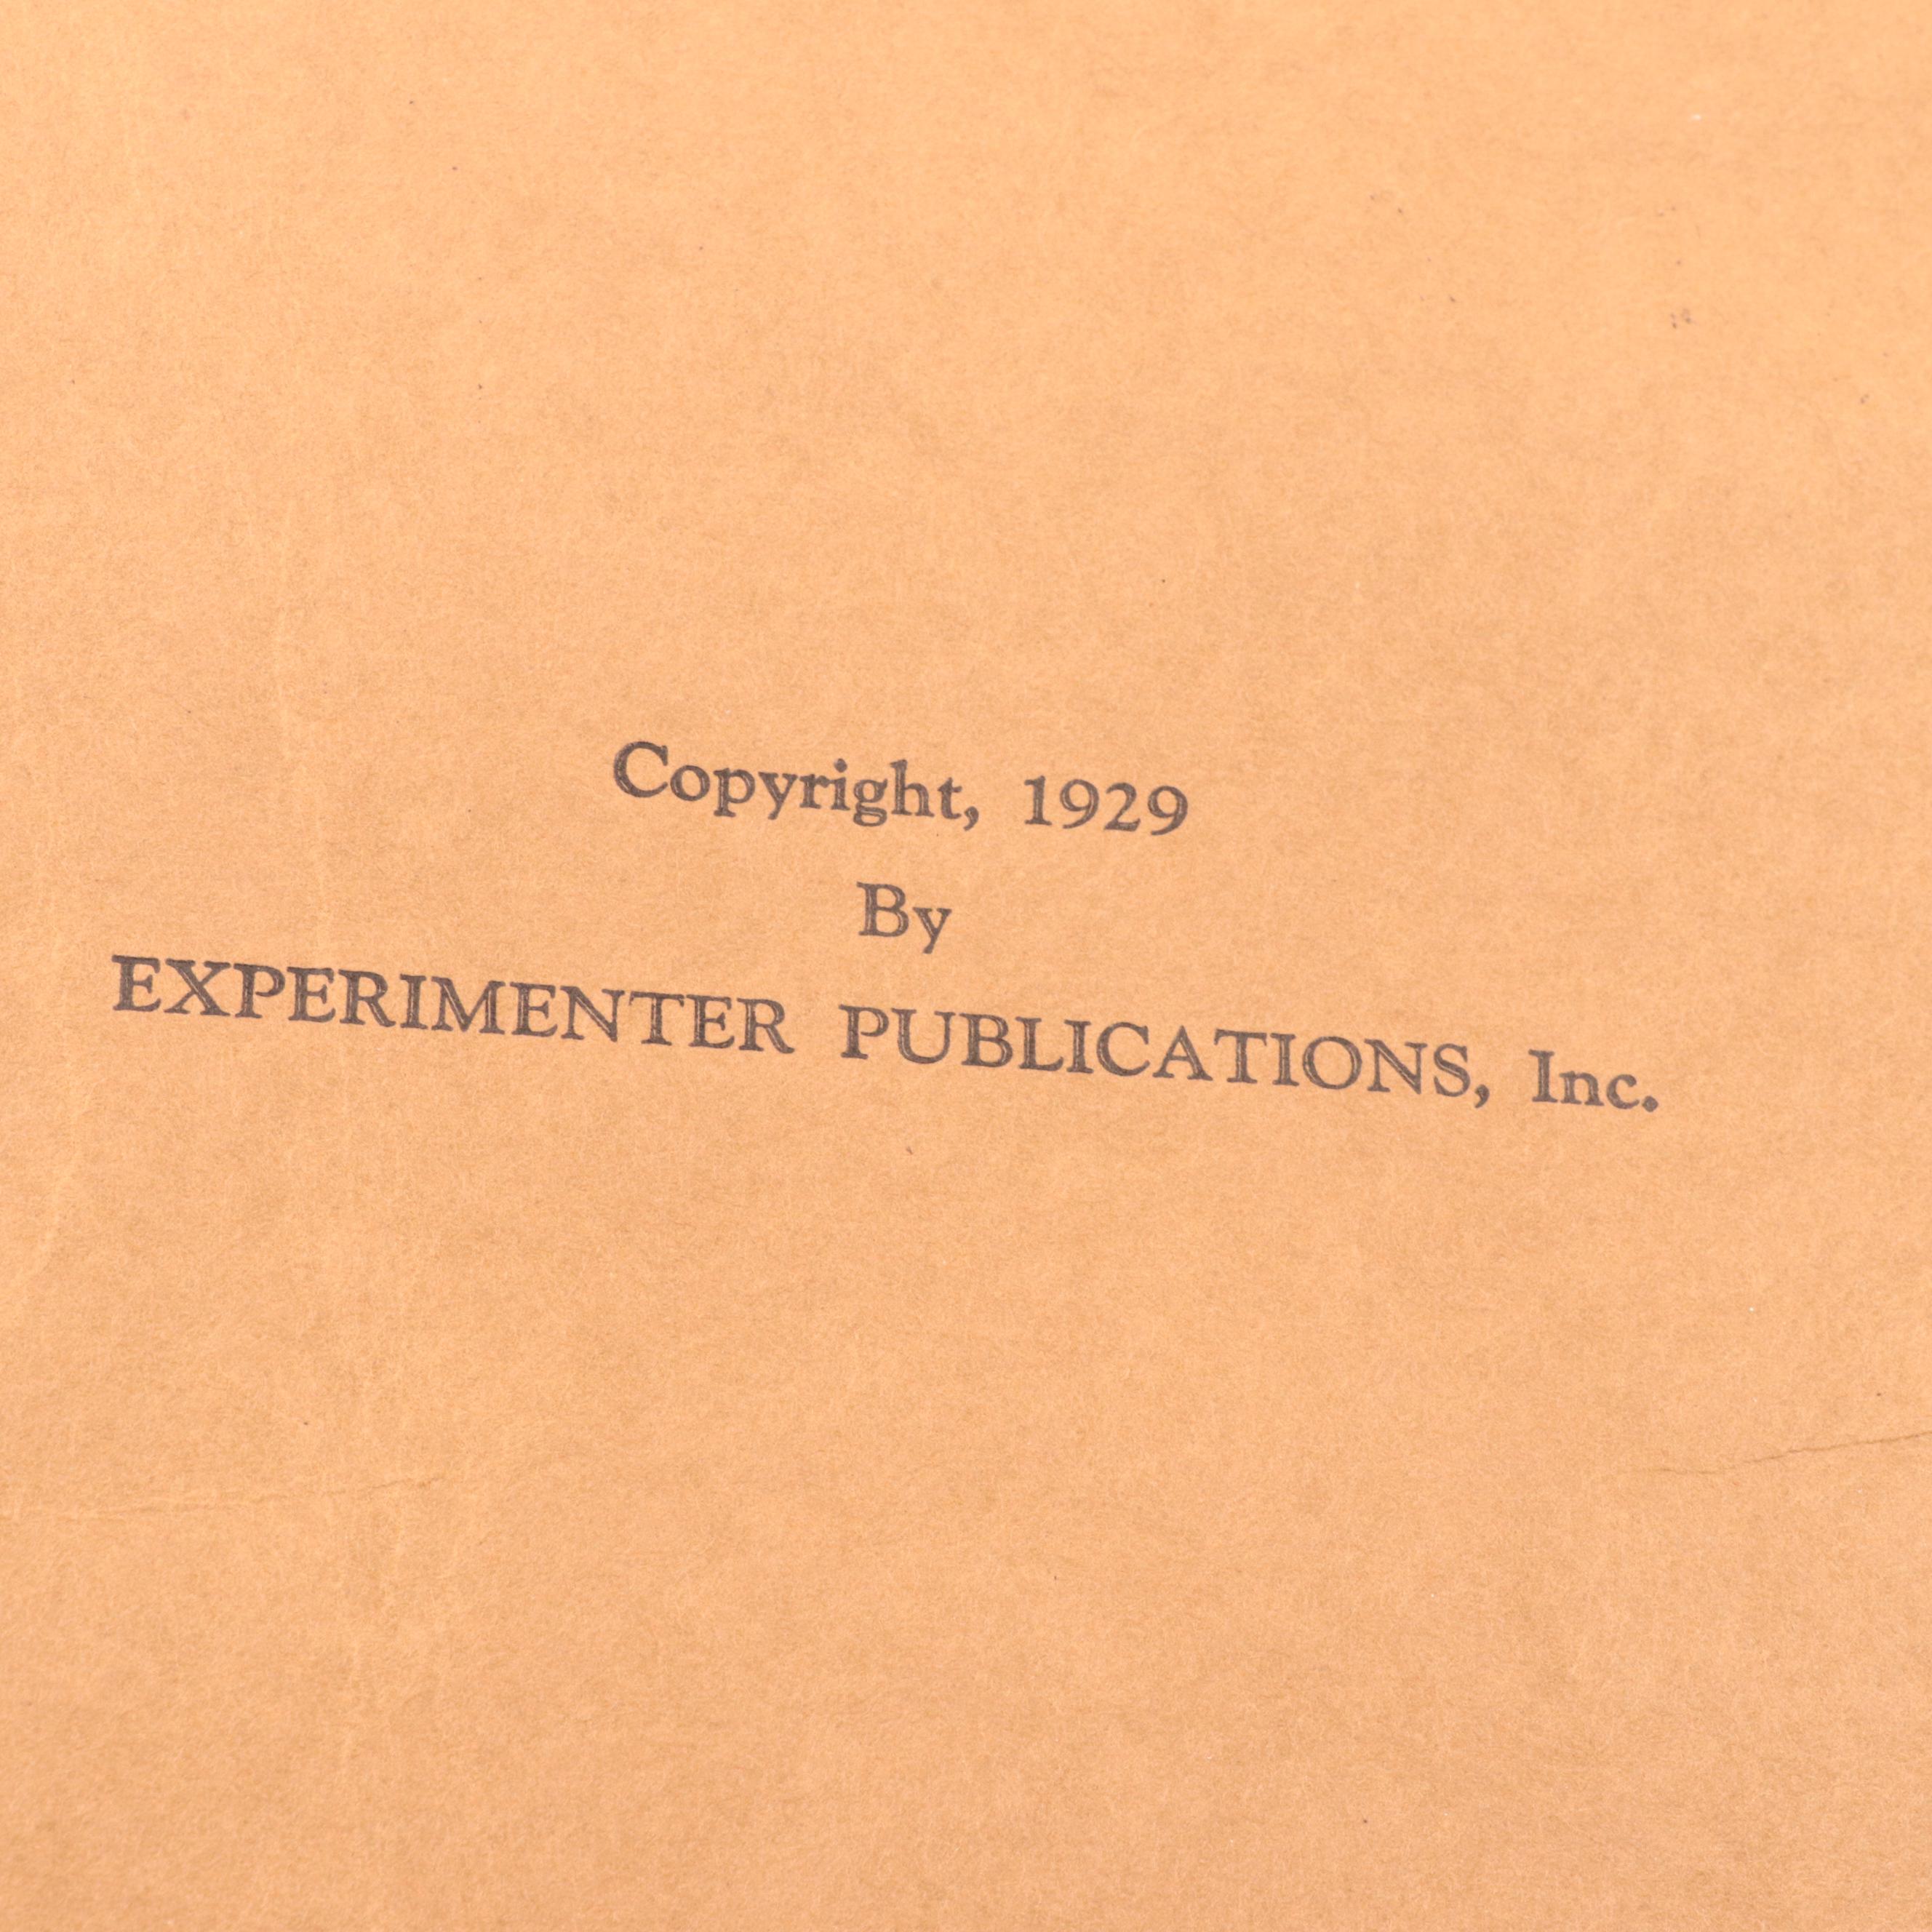 Copyright, 1929
By
EXPERIMENTER PUBLICATIONS, Inc.